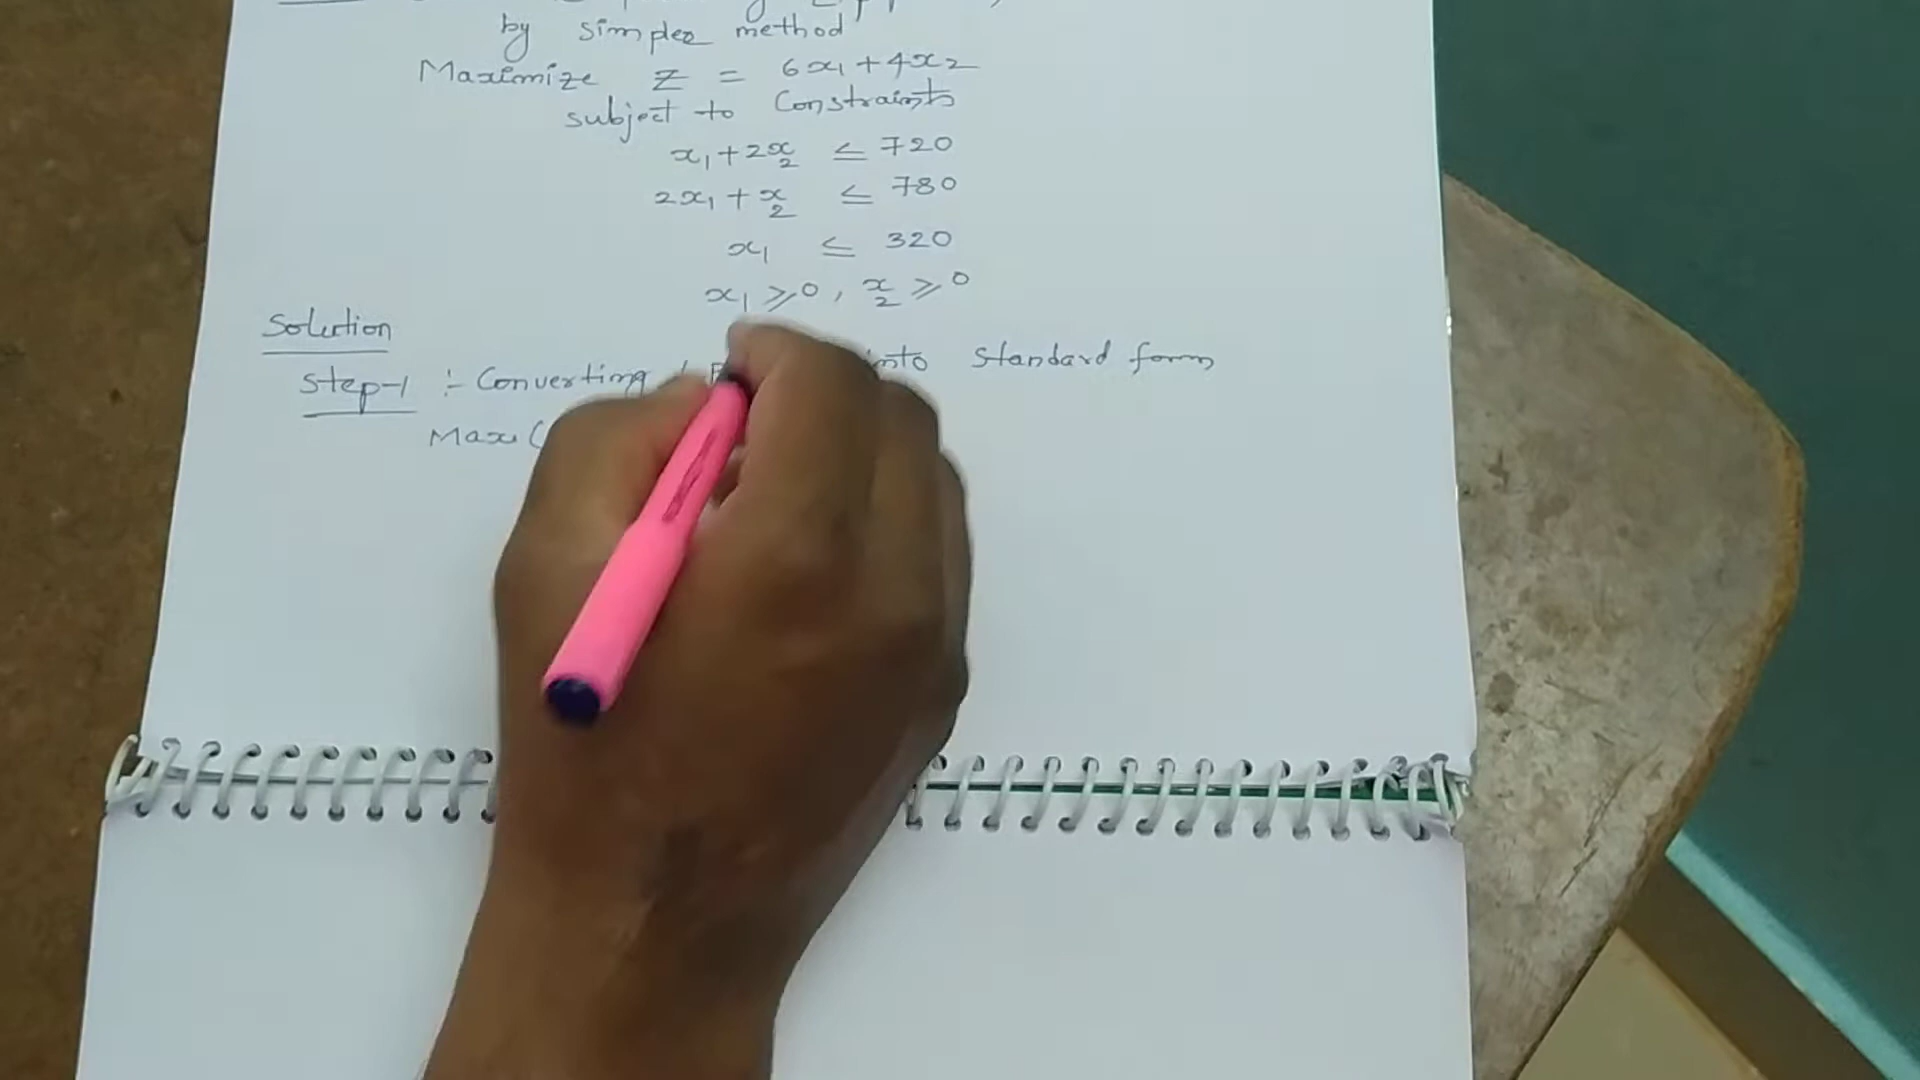 by simplex method
Maximize Z = 6x₁ + 4x₂
subject to Constraints
x₁ + 2x₂ ≤ 720
2x₁ + x₂ ≤ 780
x₁ ≤ 320
x₁ ≥ 0, x₂ ≥ 0
Solution
Step-1 :- Converting into Standard form
Maxi(